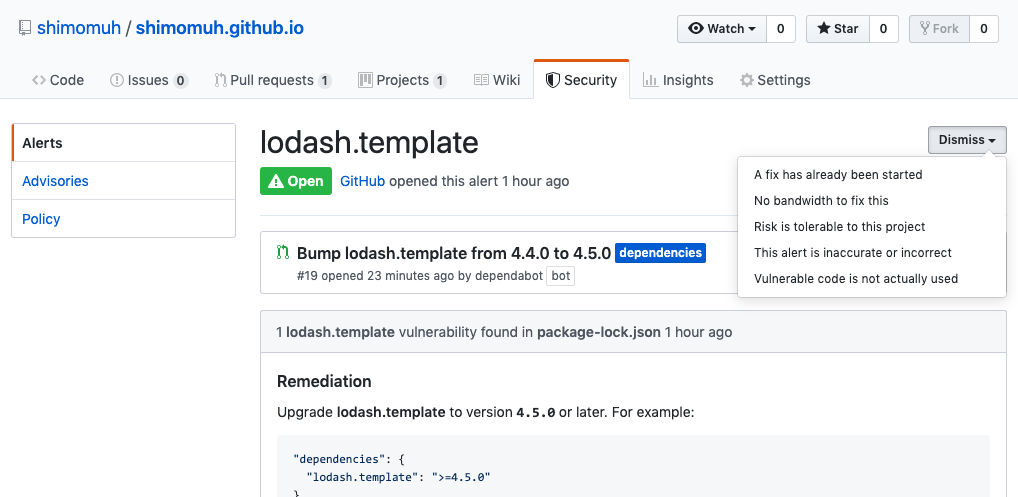 shimomuh / shimomuh.github.io
Watch 0 Star 0 Fork 0
Code Issues 0 Pull requests 1 Projects 1 Wiki Security Insights Settings
Alerts
Advisories
Policy
lodash.template
Dismiss
Open GitHub opened this alert 1 hour ago
A fix has already been started
No bandwidth to fix this
Risk is tolerable to this project
This alert is inaccurate or incorrect
Vulnerable code is not actually used
Bump lodash.template from 4.4.0 to 4.5.0 dependencies
#19 opened 23 minutes ago by dependabot bot
1 lodash.template vulnerability found in package-lock.json 1 hour ago
Remediation
Upgrade lodash.template to version 4.5.0 or later. For example:
"dependencies": {
"lodash.template": ">=4.5.0"
}